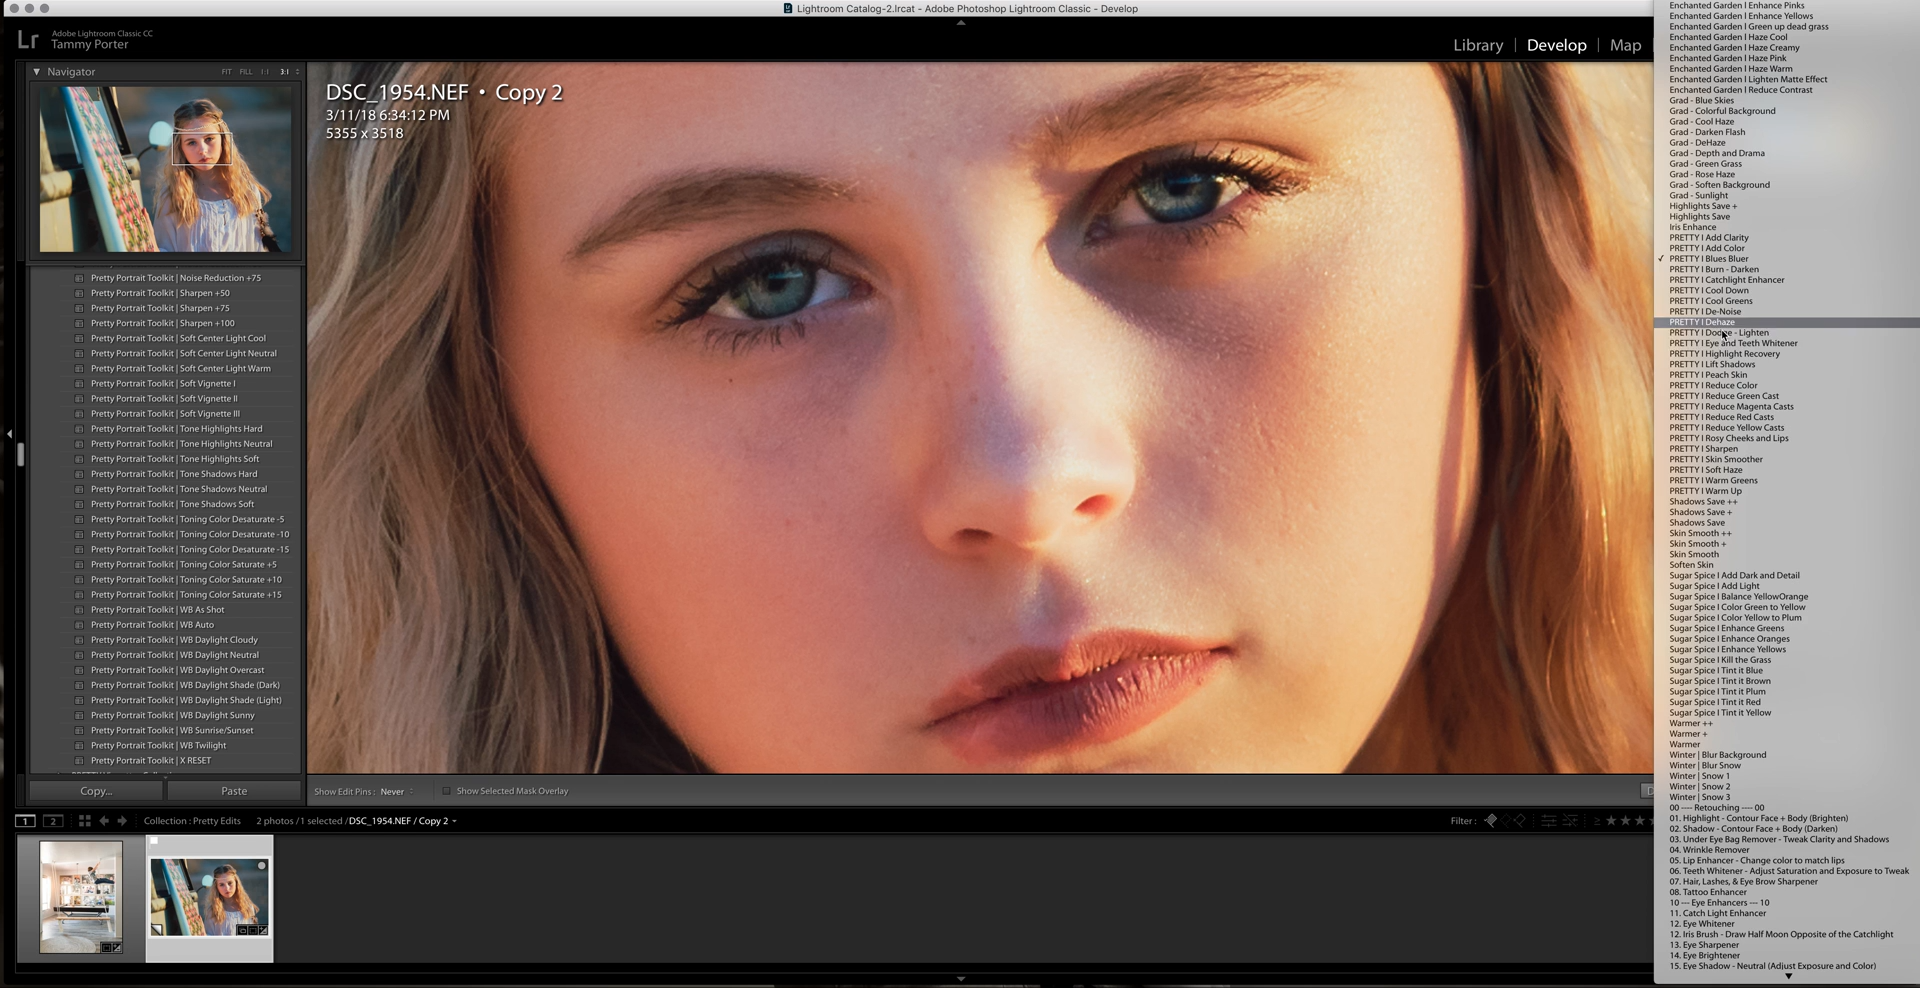 Lightroom Catalog-2.lrcat - Adobe Photoshop Lightroom Classic - Develop
Lr
Adobe Lightroom Classic CC
Tammy Porter
Library | Develop | Map
Navigator
FIT FILL 1:1 3:1
DSC_1954.NEF • Copy 2
3/11/18 6:34:12 PM
5355 x 3518
Pretty Portrait Toolkit | Noise Reduction +75
Pretty Portrait Toolkit | Sharpen +50
Pretty Portrait Toolkit | Sharpen +75
Pretty Portrait Toolkit | Sharpen +100
Pretty Portrait Toolkit | Soft Center Light Cool
Pretty Portrait Toolkit | Soft Center Light Neutral
Pretty Portrait Toolkit | Soft Center Light Warm
Pretty Portrait Toolkit | Soft Vignette I
Pretty Portrait Toolkit | Soft Vignette II
Pretty Portrait Toolkit | Soft Vignette III
Pretty Portrait Toolkit | Tone Highlights Hard
Pretty Portrait Toolkit | Tone Highlights Neutral
Pretty Portrait Toolkit | Tone Highlights Soft
Pretty Portrait Toolkit | Tone Shadows Hard
Pretty Portrait Toolkit | Tone Shadows Neutral
Pretty Portrait Toolkit | Tone Shadows Soft
Pretty Portrait Toolkit | Toning Color Desaturate -5
Pretty Portrait Toolkit | Toning Color Desaturate -10
Pretty Portrait Toolkit | Toning Color Desaturate -15
Pretty Portrait Toolkit | Toning Color Saturate +5
Pretty Portrait Toolkit | Toning Color Saturate +10
Pretty Portrait Toolkit | Toning Color Saturate +15
Pretty Portrait Toolkit | WB As Shot
Pretty Portrait Toolkit | WB Auto
Pretty Portrait Toolkit | WB Daylight Cloudy
Pretty Portrait Toolkit | WB Daylight Neutral
Pretty Portrait Toolkit | WB Daylight Overcast
Pretty Portrait Toolkit | WB Daylight Shade (Dark)
Pretty Portrait Toolkit | WB Daylight Shade (Light)
Pretty Portrait Toolkit | WB Daylight Sunny
Pretty Portrait Toolkit | WB Sunrise/Sunset
Pretty Portrait Toolkit | WB Twilight
Pretty Portrait Toolkit | X RESET
Copy... Paste
Show Edit Pins : Never Show Selected Mask Overlay
1 2 Collection : Pretty Edits 2 photos / 1 selected / DSC_1954.NEF / Copy 2 Filter :
Enchanted Garden l Enhance Pinks
Enchanted Garden l Enhance Yellows
Enchanted Garden l Green up dead grass
Enchanted Garden l Haze Cool
Enchanted Garden l Haze Creamy
Enchanted Garden l Haze Pink
Enchanted Garden l Haze Warm
Enchanted Garden l Lighten Matte Effect
Enchanted Garden l Reduce Contrast
Grad - Blue Skies
Grad - Colorful Background
Grad - Cool Haze
Grad - Darken Flash
Grad - DeHaze
Grad - Depth and Drama
Grad - Green Grass
Grad - Rose Haze
Grad - Soften Background
Grad - Sunlight
Highlights Save +
Highlights Save
Iris Enhance
PRETTY l Add Clarity
PRETTY l Add Color
✓ PRETTY l Blues Bluer
PRETTY l Burn - Darken
PRETTY l Catchlight Enhancer
PRETTY l Cool Down
PRETTY l Cool Greens
PRETTY l De-Noise
PRETTY l Dehaze
PRETTY l Dodge - Lighten
PRETTY l Eye and Teeth Whitener
PRETTY l Highlight Recovery
PRETTY l Lift Shadows
PRETTY l Peach Skin
PRETTY l Reduce Color
PRETTY l Reduce Green Cast
PRETTY l Reduce Magenta Casts
PRETTY l Reduce Red Casts
PRETTY l Reduce Yellow Casts
PRETTY l Rosy Cheeks and Lips
PRETTY l Sharpen
PRETTY l Skin Smoother
PRETTY l Soft Haze
PRETTY l Warm Greens
PRETTY l Warm Up
Shadows Save ++
Shadows Save +
Shadows Save
Skin Smooth ++
Skin Smooth +
Skin Smooth
Soften Skin
Sugar Spice l Add Dark and Detail
Sugar Spice l Add Light
Sugar Spice l Balance YellowOrange
Sugar Spice l Color Green to Yellow
Sugar Spice l Color Yellow to Plum
Sugar Spice l Enhance Greens
Sugar Spice l Enhance Oranges
Sugar Spice l Enhance Yellows
Sugar Spice l Kill the Grass
Sugar Spice l Tint it Blue
Sugar Spice l Tint it Brown
Sugar Spice l Tint it Plum
Sugar Spice l Tint it Red
Sugar Spice l Tint it Yellow
Warmer ++
Warmer +
Warmer
Winter | Blur Background
Winter | Blur Snow
Winter | Snow 1
Winter | Snow 2
Winter | Snow 3
00 ---- Retouching ---- 00
01. Highlight - Contour Face + Body (Brighten)
02. Shadow - Contour Face + Body (Darken)
03. Under Eye Bag Remover - Tweak Clarity and Shadows
04. Wrinkle Remover
05. Lip Enhancer - Change color to match lips
06. Teeth Whitener - Adjust Saturation and Exposure to Tweak
07. Hair, Lashes, & Eye Brow Sharpener
08. Tattoo Enhancer
10 --- Eye Enhancers --- 10
11. Catch Light Enhancer
12. Eye Whitener
12. Iris Brush - Draw Half Moon Opposite of the Catchlight
13. Eye Sharpener
14. Eye Brightener
15. Eye Shadow - Neutral (Adjust Exposure and Color)